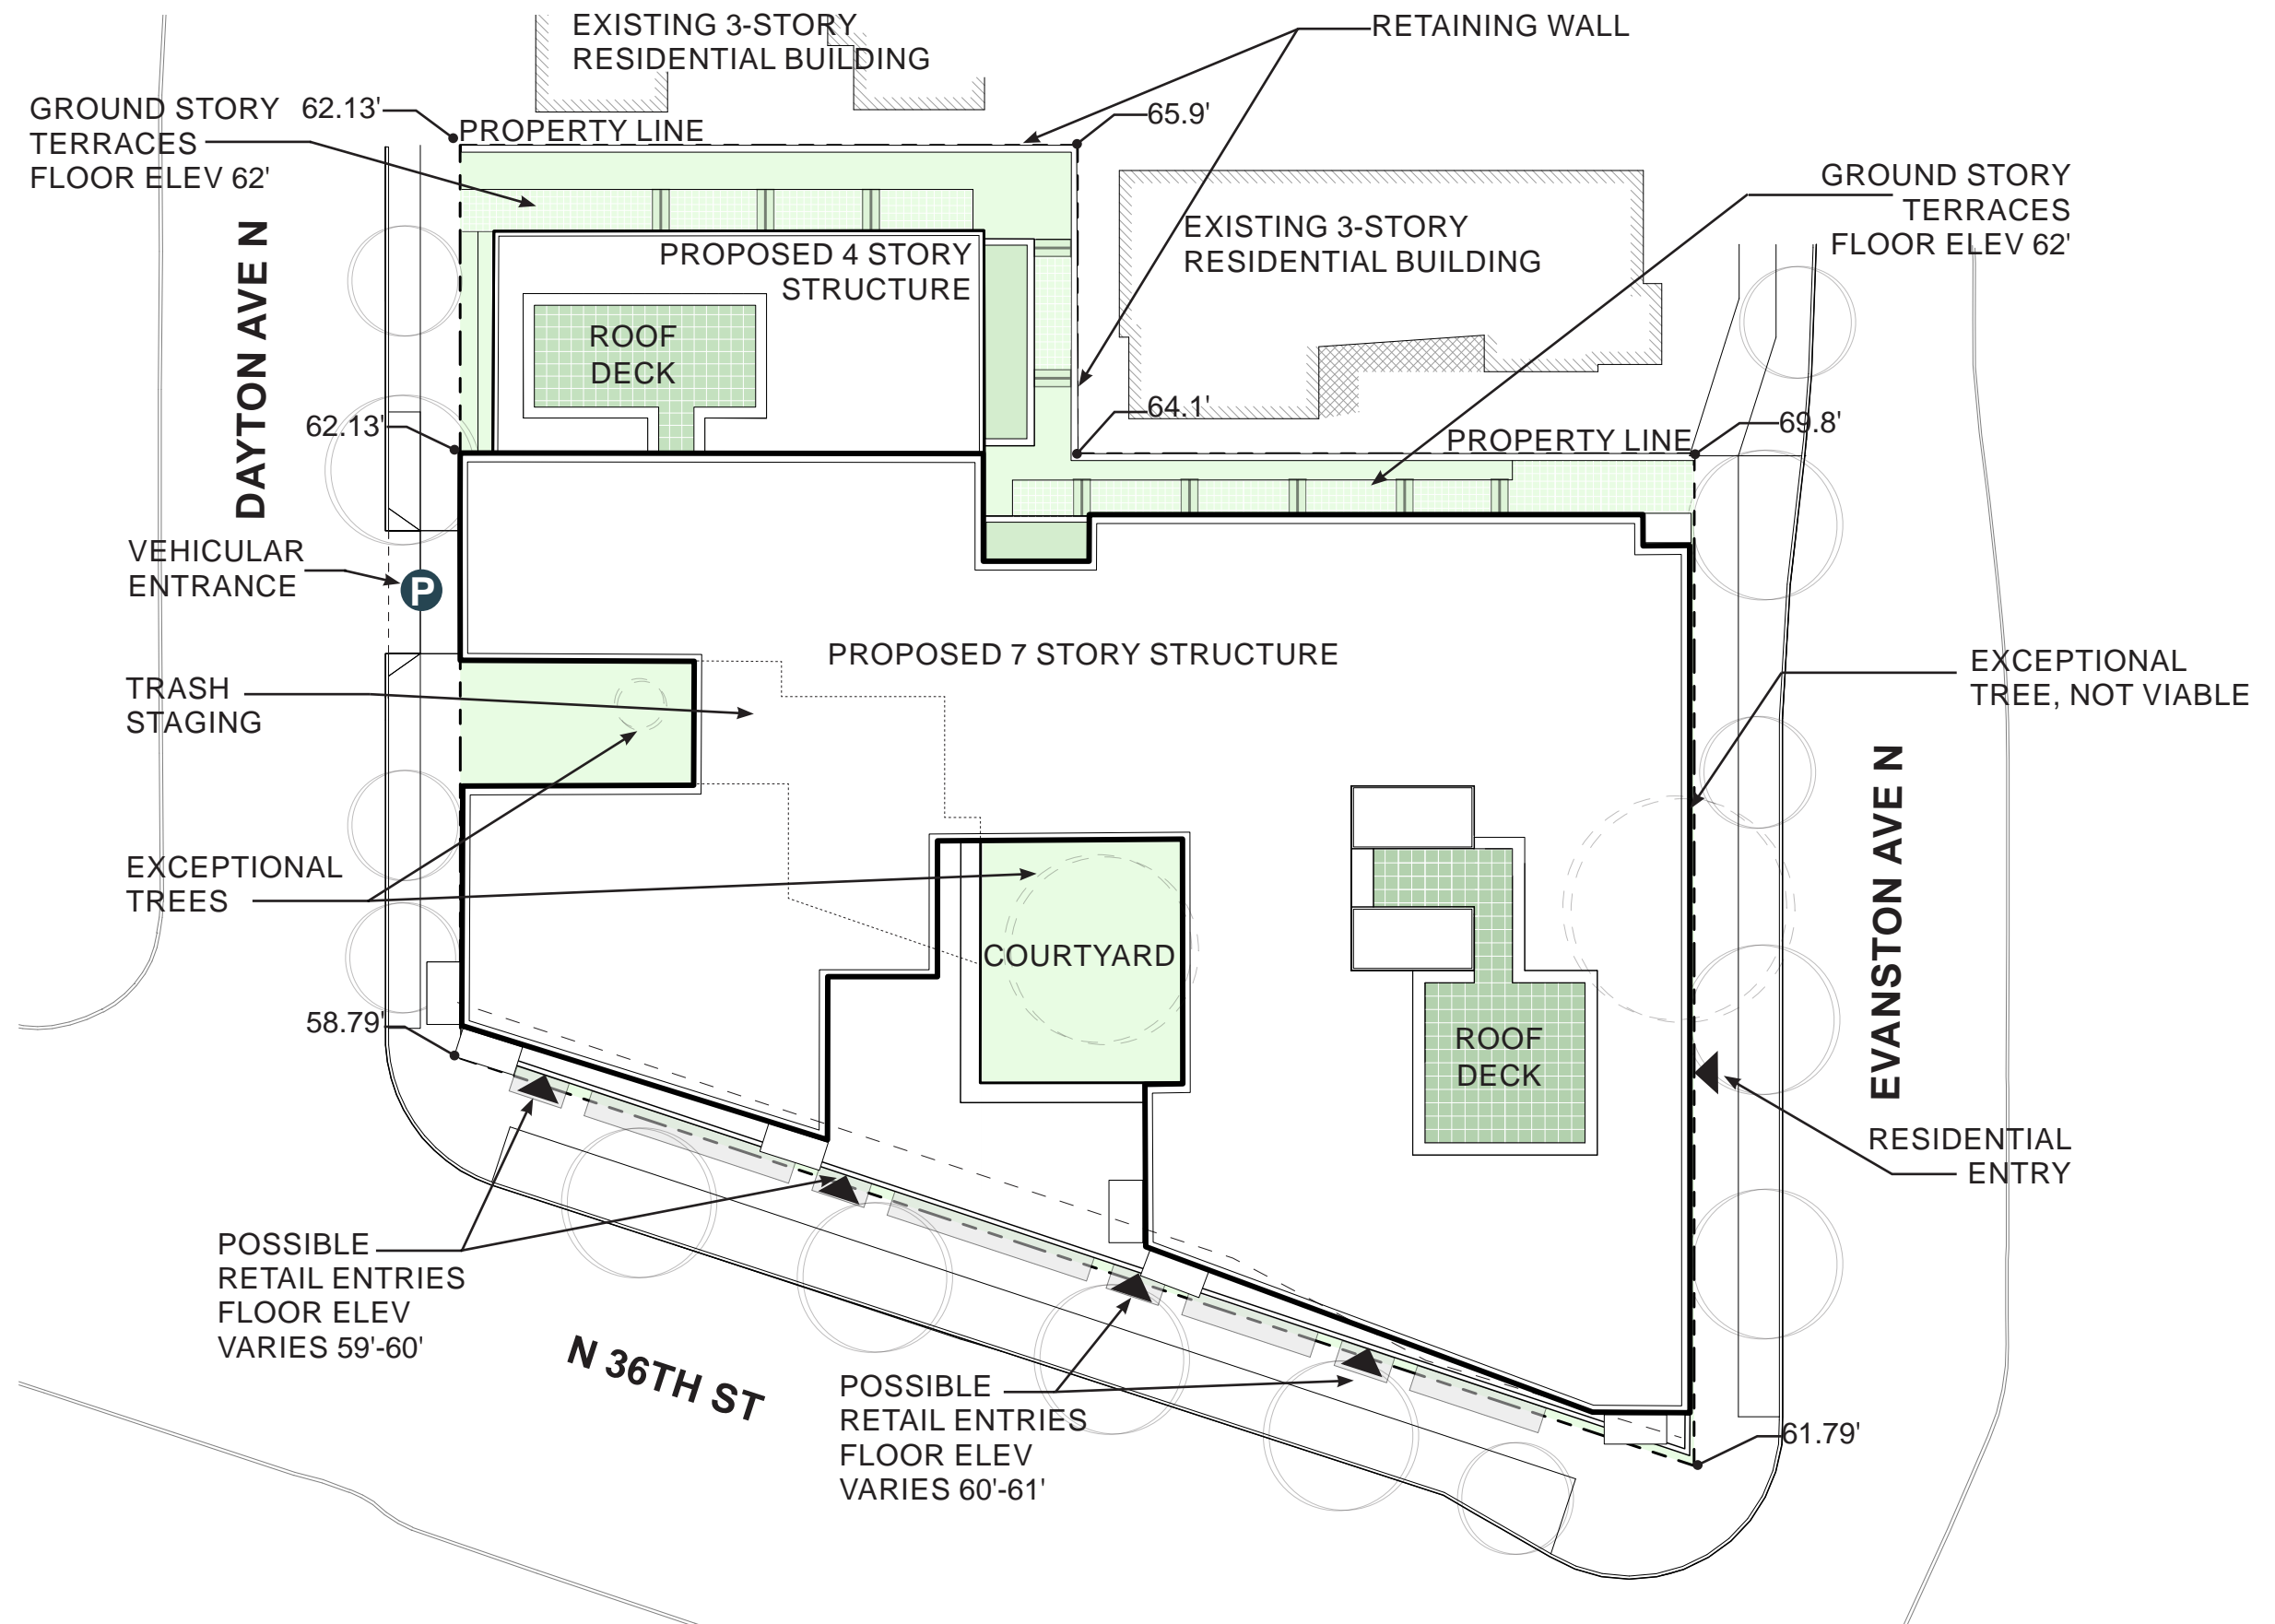 EXISTING 3-STORY
RESIDENTIAL BUILDING
RETAINING WALL
GROUND STORY
TERRACES
FLOOR ELEV 62'
62.13'
PROPERTY LINE
65.9'
GROUND STORY
TERRACES
FLOOR ELEV 62'
EXISTING 3-STORY
RESIDENTIAL BUILDING
PROPOSED 4 STORY
STRUCTURE
ROOF
DECK
DAYTON AVE N
62.13'
64.1'
PROPERTY LINE
69.8'
VEHICULAR
ENTRANCE
P
PROPOSED 7 STORY STRUCTURE
EXCEPTIONAL
TREE, NOT VIABLE
TRASH
STAGING
EXCEPTIONAL
TREES
COURTYARD
EVANSTON AVE N
ROOF
DECK
58.79'
RESIDENTIAL
ENTRY
POSSIBLE
RETAIL ENTRIES
FLOOR ELEV
VARIES 59'-60'
N 36TH ST
POSSIBLE
RETAIL ENTRIES
FLOOR ELEV
VARIES 60'-61'
61.79'